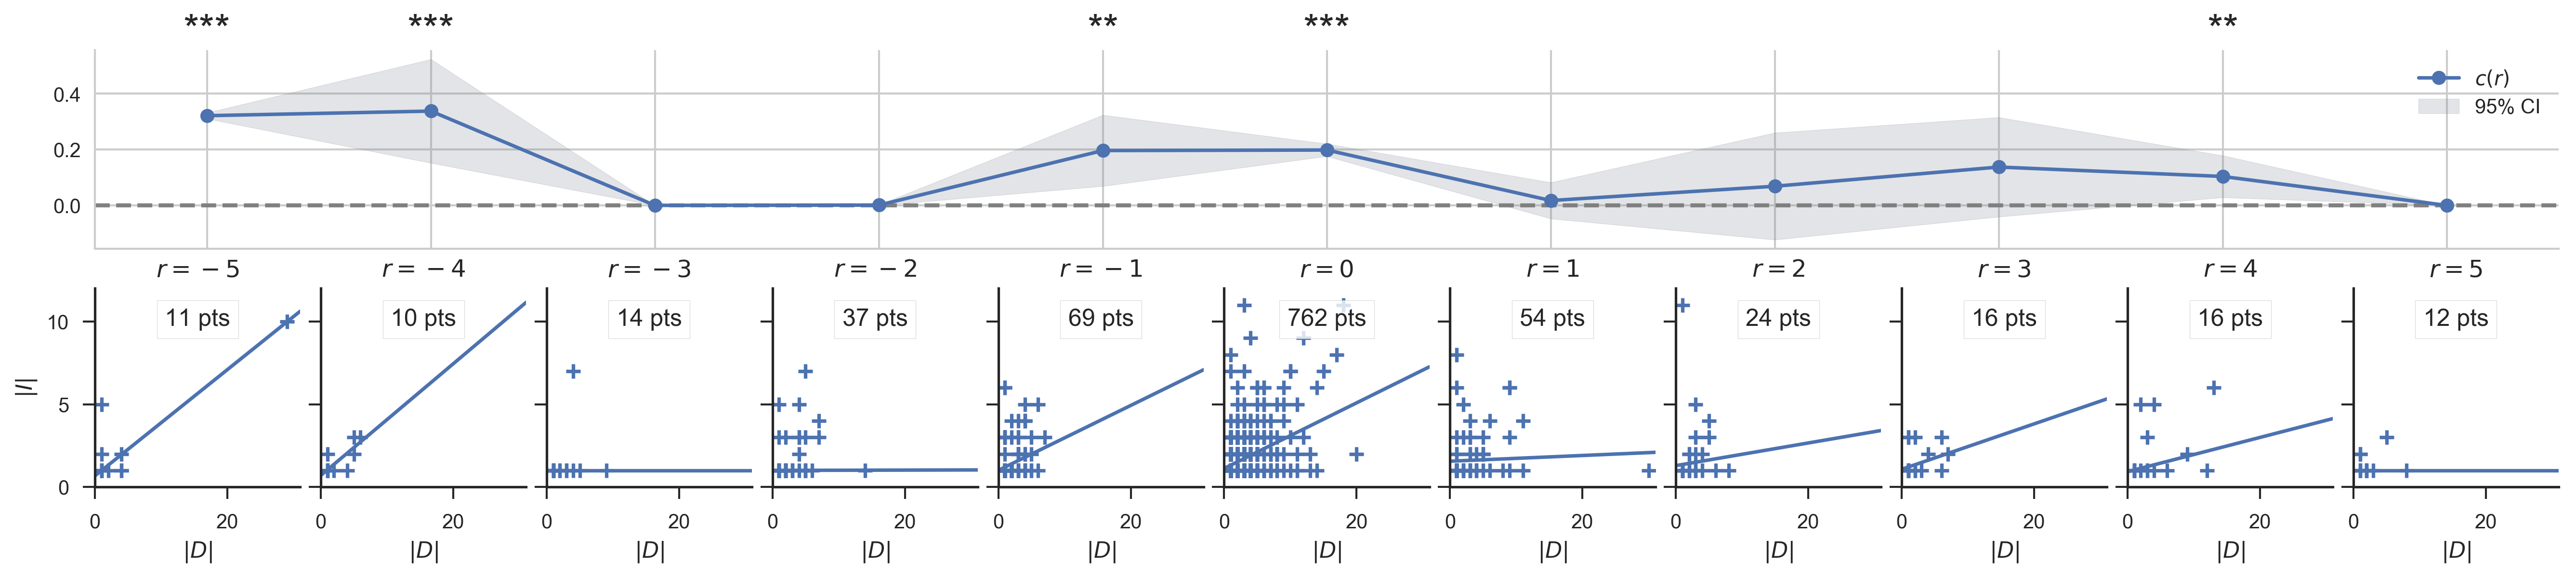 *** *** ** *** **
0.4
0.2
0.0
c(r)
95% CI
r = −5 r = −4 r = −3 r = −2 r = −1 r = 0 r = 1 r = 2 r = 3 r = 4 r = 5
11 pts 10 pts 14 pts 37 pts 69 pts 762 pts 54 pts 24 pts 16 pts 16 pts 12 pts
10
5
0
|I|
0 20 0 20 0 20 0 20 0 20 0 20 0 20 0 20 0 20 0 20 0 20
|D| |D| |D| |D| |D| |D| |D| |D| |D| |D| |D|